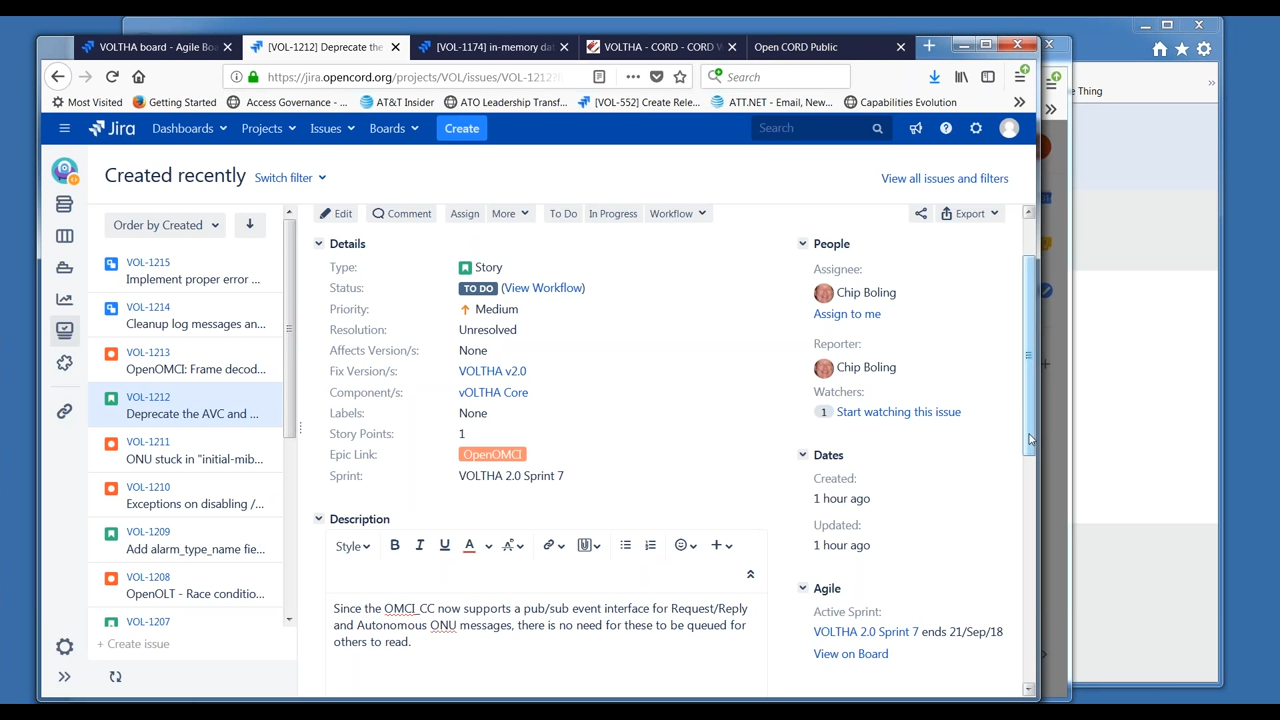 VOLTHA board - Agile Boa
[VOL-1212] Deprecate the
[VOL-1174] in-memory dat
VOLTHA - CORD - CORD W
Open CORD Public
https://jira.opencord.org/projects/VOL/issues/VOL-1212?
Search
Most Visited
Getting Started
Access Governance - ...
AT&T Insider
ATO Leadership Transf...
[VOL-552] Create Rele...
ATT.NET - Email, New...
Capabilities Evolution
e Thing
Jira
Dashboards
Projects
Issues
Boards
Create
Search
Created recently
Switch filter
View all issues and filters
Order by Created
Edit
Comment
Assign
More
To Do
In Progress
Workflow
Export
VOL-1215
Implement proper error ...
VOL-1214
Cleanup log messages an...
VOL-1213
OpenOMCI: Frame decod...
VOL-1212
Deprecate the AVC and ...
VOL-1211
ONU stuck in "initial-mib...
VOL-1210
Exceptions on disabling /...
VOL-1209
Add alarm_type_name fie...
VOL-1208
OpenOLT - Race conditio...
VOL-1207
+ Create issue
Details
Type: Story
Status: TO DO (View Workflow)
Priority: Medium
Resolution: Unresolved
Affects Version/s: None
Fix Version/s: VOLTHA v2.0
Component/s: vOLTHA Core
Labels: None
Story Points: 1
Epic Link: OpenOMCI
Sprint: VOLTHA 2.0 Sprint 7
Description
Style
B I U A
Since the OMCI_CC now supports a pub/sub event interface for Request/Reply
and Autonomous ONU messages, there is no need for these to be queued for
others to read.
People
Assignee:
Chip Boling
Assign to me
Reporter:
Chip Boling
Watchers:
1 Start watching this issue
Dates
Created:
1 hour ago
Updated:
1 hour ago
Agile
Active Sprint:
VOLTHA 2.0 Sprint 7 ends 21/Sep/18
View on Board